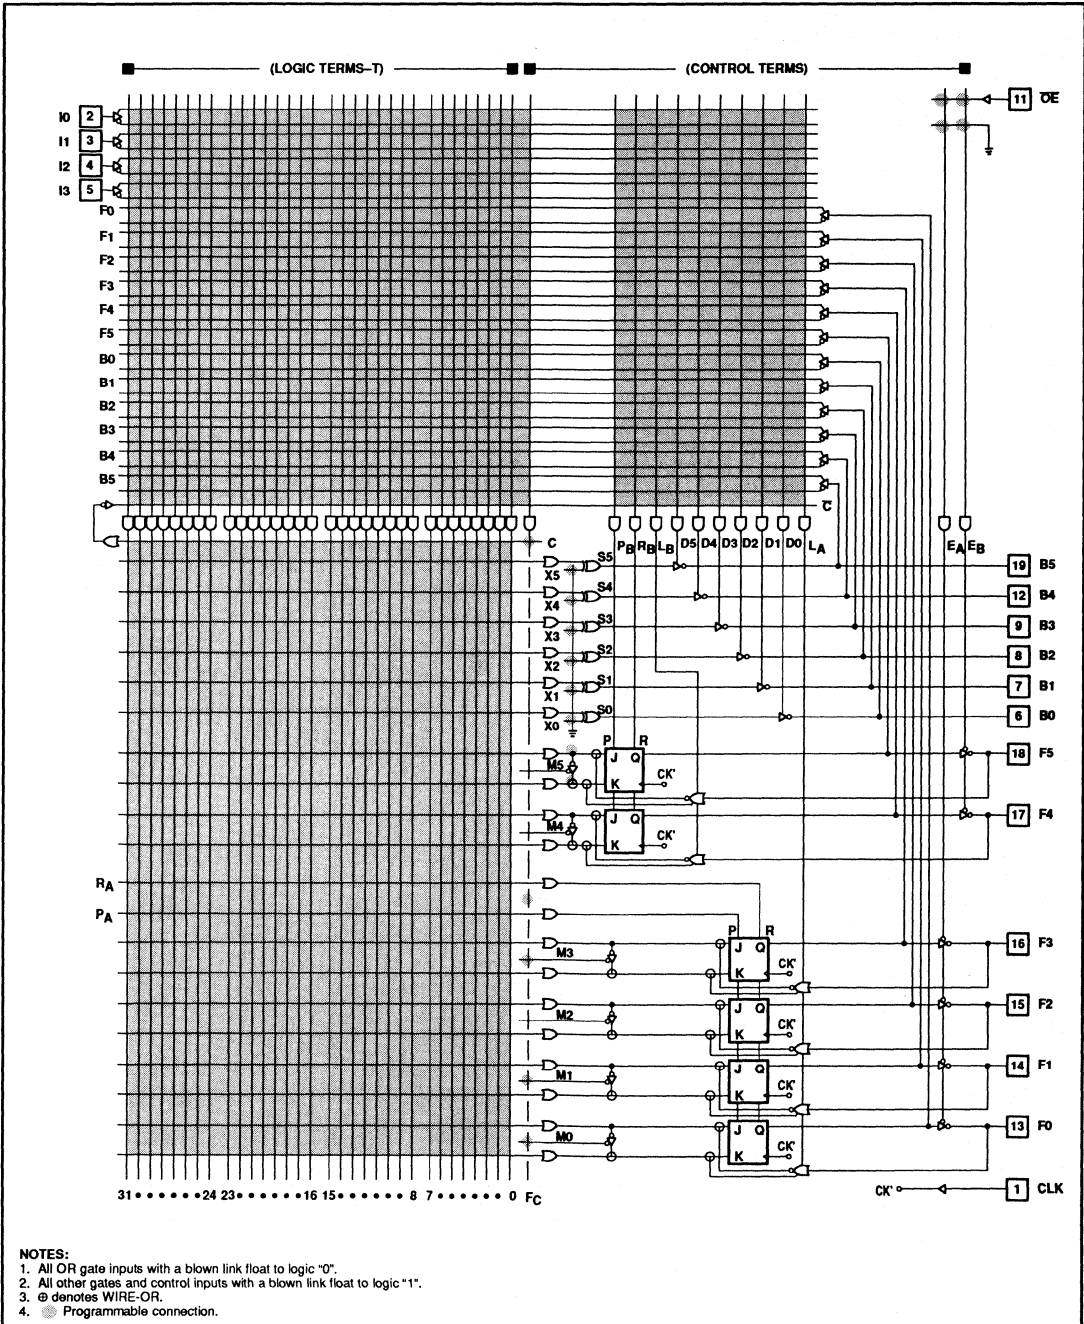 (LOGIC TERMS–T) (CONTROL TERMS)
11 OE
I0 2
I1 3
I2 4
I3 5
F0
F1
F2
F3
F4
F5
B0
B1
B2
B3
B4
B5
C
C PB RB LB D5 D4 D3 D2 D1 D0 LA EA EB
X5 S5 19 B5
X4 S4 12 B4
X3 S3 9 B3
X2 S2 8 B2
X1 S1 7 B1
X0 S0 6 B0
P R
M5 J Q 18 F5
K CK'
M4 J Q 17 F4
K CK'
RA
PA
P R
M3 J Q 16 F3
K CK'
M2 J Q 15 F2
K CK'
M1 J Q 14 F1
K CK'
M0 J Q 13 F0
K CK'
31 • • • • • • 24 23 • • • • • • 16 15 • • • • • • 8 7 • • • • • • 0 FC
CK' 1 CLK
NOTES:
1. All OR gate inputs with a blown link float to logic "0".
2. All other gates and control inputs with a blown link float to logic "1".
3. ⊕ denotes WIRE-OR.
4. Programmable connection.